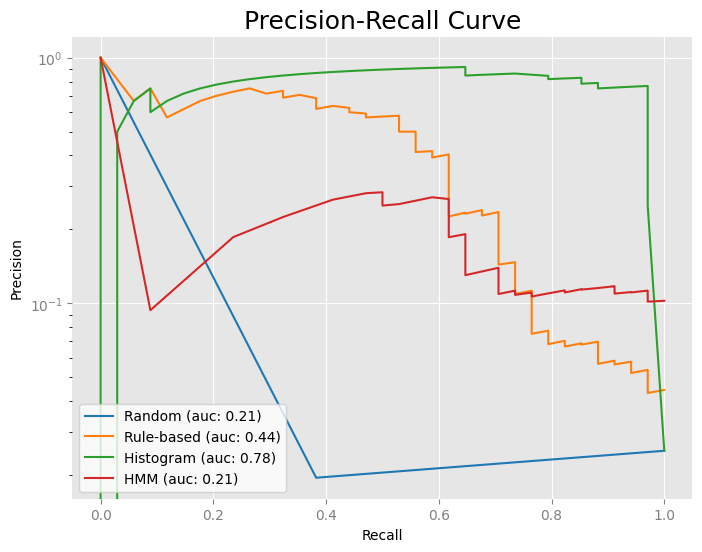 Precision-Recall Curve
Precision
10⁰
10⁻¹
Random (auc: 0.21)
Rule-based (auc: 0.44)
Histogram (auc: 0.78)
HMM (auc: 0.21)
0.0 0.2 0.4 0.6 0.8 1.0
Recall